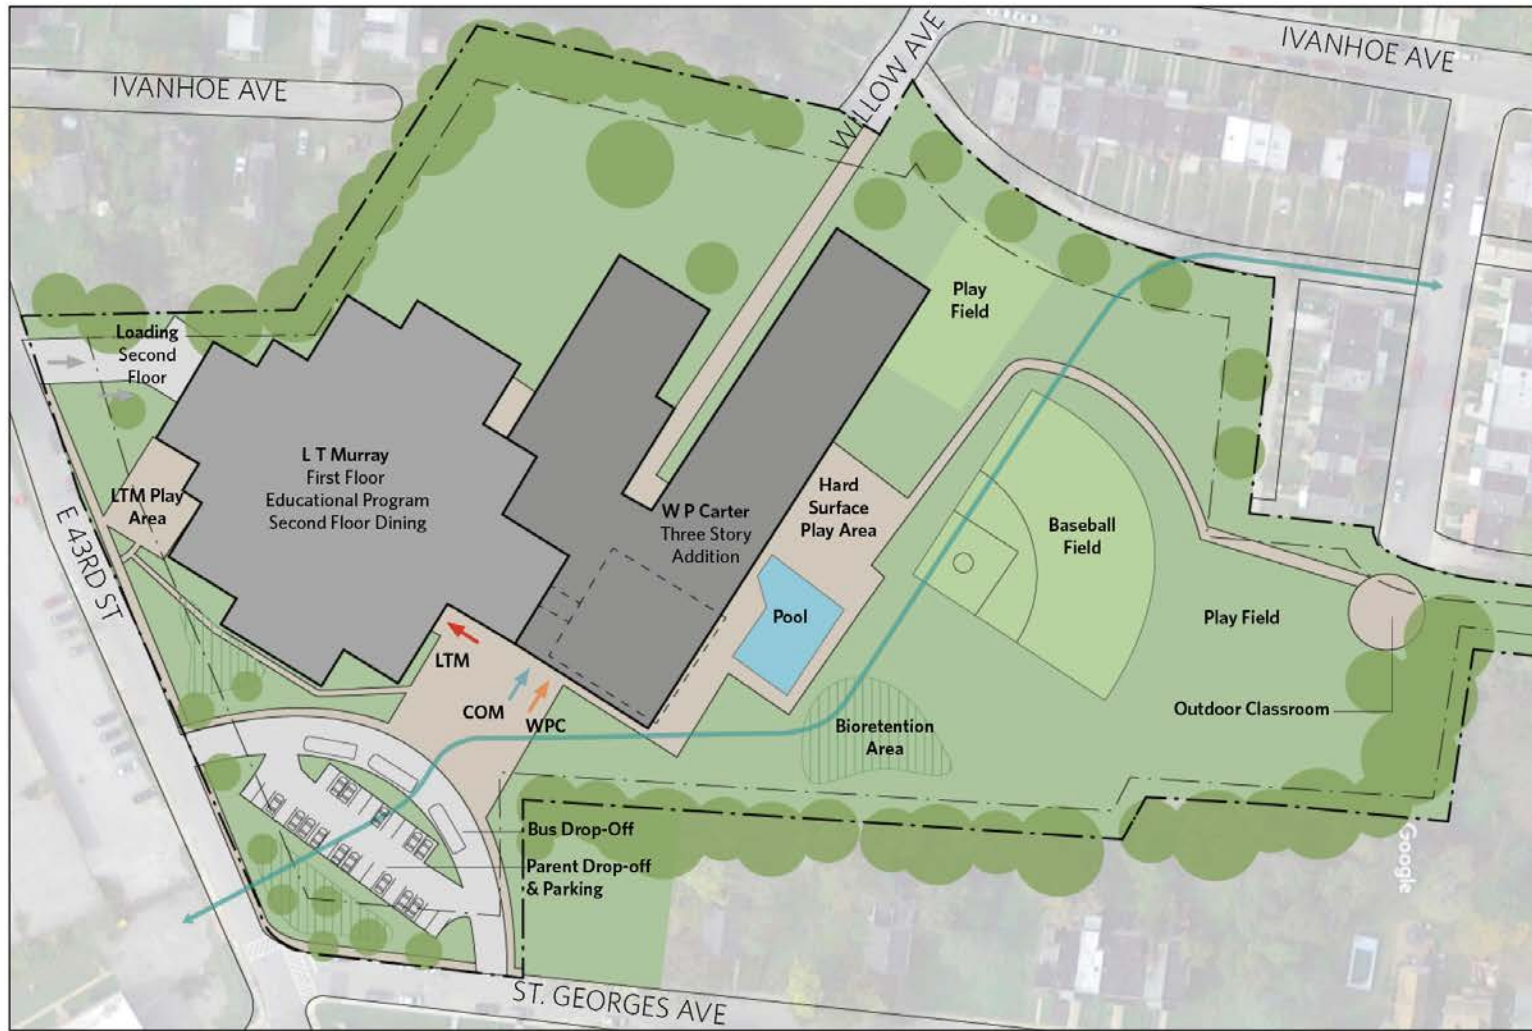 IVANHOE AVE
WILLOW AVE
IVANHOE AVE
Loading
Second
Floor
Play
Field
L T Murray
First Floor
Educational Program
Second Floor Dining
W P Carter
Three Story
Addition
Hard
Surface
Play Area
Baseball
Field
LTM Play
Area
E 43RD ST
Pool
Play Field
LTM
COM
WPC
Bioretention
Area
Outdoor Classroom
Bus Drop-Off
Parent Drop-off
& Parking
Google
ST. GEORGES AVE